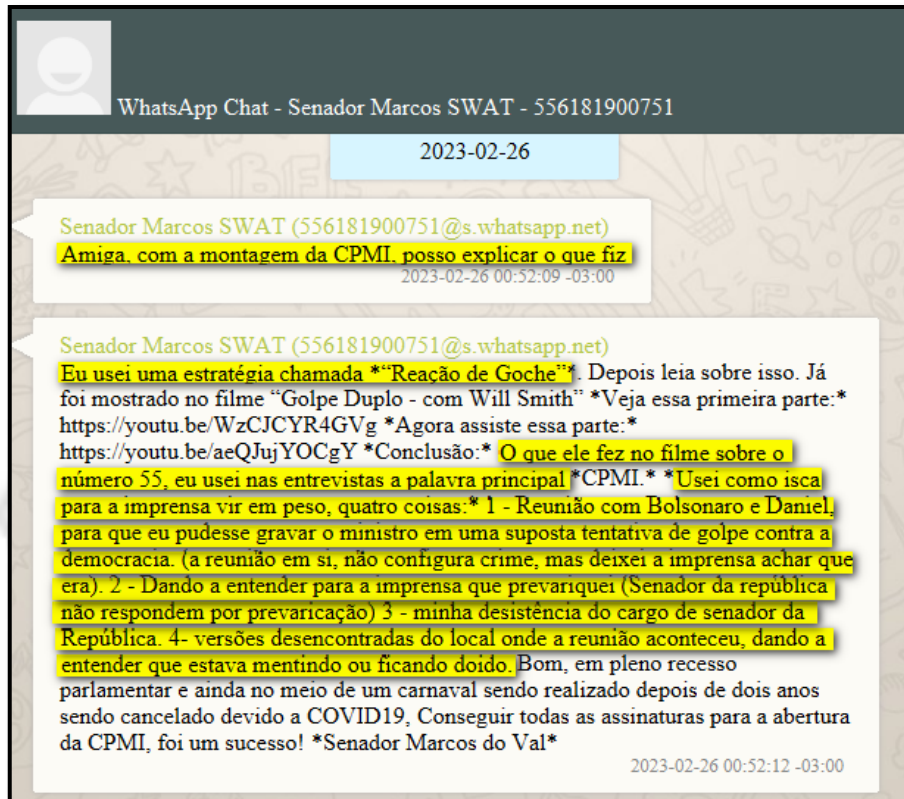 WhatsApp Chat - Senador Marcos SWAT - 556181900751
2023-02-26
Senador Marcos SWAT (556181900751@s.whatsapp.net)
Amiga, com a montagem da CPMI, posso explicar o que fiz
2023-02-26 00:52:09 -03:00
Senador Marcos SWAT (556181900751@s.whatsapp.net)
Eu usei uma estratégia chamada *“Reação de Goche”*. Depois leia sobre isso. Já
foi mostrado no filme “Golpe Duplo - com Will Smith” *Veja essa primeira parte:*
https://youtu.be/WzCJCYR4GVg *Agora assiste essa parte:*
https://youtu.be/aeQJujYOCgY *Conclusão:* O que ele fez no filme sobre o
número 55, eu usei nas entrevistas a palavra principal *CPMI.* *Usei como isca
para a imprensa vir em peso, quatro coisas:* 1 - Reunião com Bolsonaro e Daniel,
para que eu pudesse gravar o ministro em uma suposta tentativa de golpe contra a
democracia. (a reunião em si, não configura crime, mas deixei a imprensa achar que
era). 2 - Dando a entender para a imprensa que prevariquei (Senador da república
não respondem por prevaricação) 3 - minha desistência do cargo de senador da
República. 4- versões desencontradas do local onde a reunião aconteceu, dando a
entender que estava mentindo ou ficando doido. Bom, em pleno recesso
parlamentar e ainda no meio de um carnaval sendo realizado depois de dois anos
sendo cancelado devido a COVID19, Conseguir todas as assinaturas para a abertura
da CPMI, foi um sucesso! *Senador Marcos do Val*
2023-02-26 00:52:12 -03:00